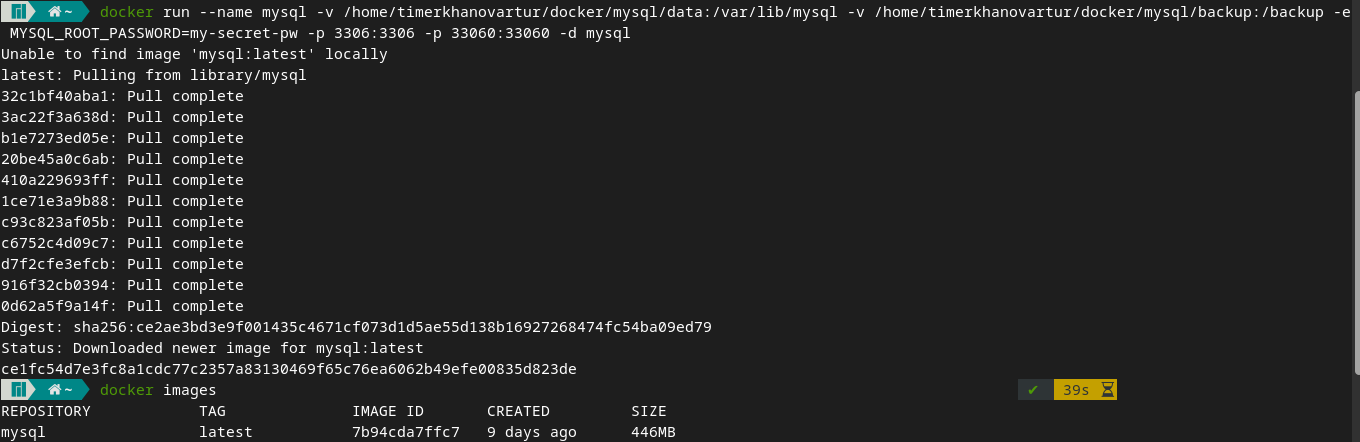 ~ docker run --name mysql -v /home/timerkhanovartur/docker/mysql/data:/var/lib/mysql -v /home/timerkhanovartur/docker/mysql/backup:/backup -e
MYSQL_ROOT_PASSWORD=my-secret-pw -p 3306:3306 -p 33060:33060 -d mysql
Unable to find image 'mysql:latest' locally
latest: Pulling from library/mysql
32c1bf40aba1: Pull complete
3ac22f3a638d: Pull complete
b1e7273ed05e: Pull complete
20be45a0c6ab: Pull complete
410a229693ff: Pull complete
1ce71e3a9b88: Pull complete
c93c823af05b: Pull complete
c6752c4d09c7: Pull complete
d7f2cfe3efcb: Pull complete
916f32cb0394: Pull complete
0d62a5f9a14f: Pull complete
Digest: sha256:ce2ae3bd3e9f001435c4671cf073d1d5ae55d138b16927268474fc54ba09ed79
Status: Downloaded newer image for mysql:latest
ce1fc54d7e3fc8a1cdc77c2357a83130469f65c76ea6062b49efe00835d823de
~ docker images ✔ 39s
REPOSITORY TAG IMAGE ID CREATED SIZE
mysql latest 7b94cda7ffc7 9 days ago 446MB